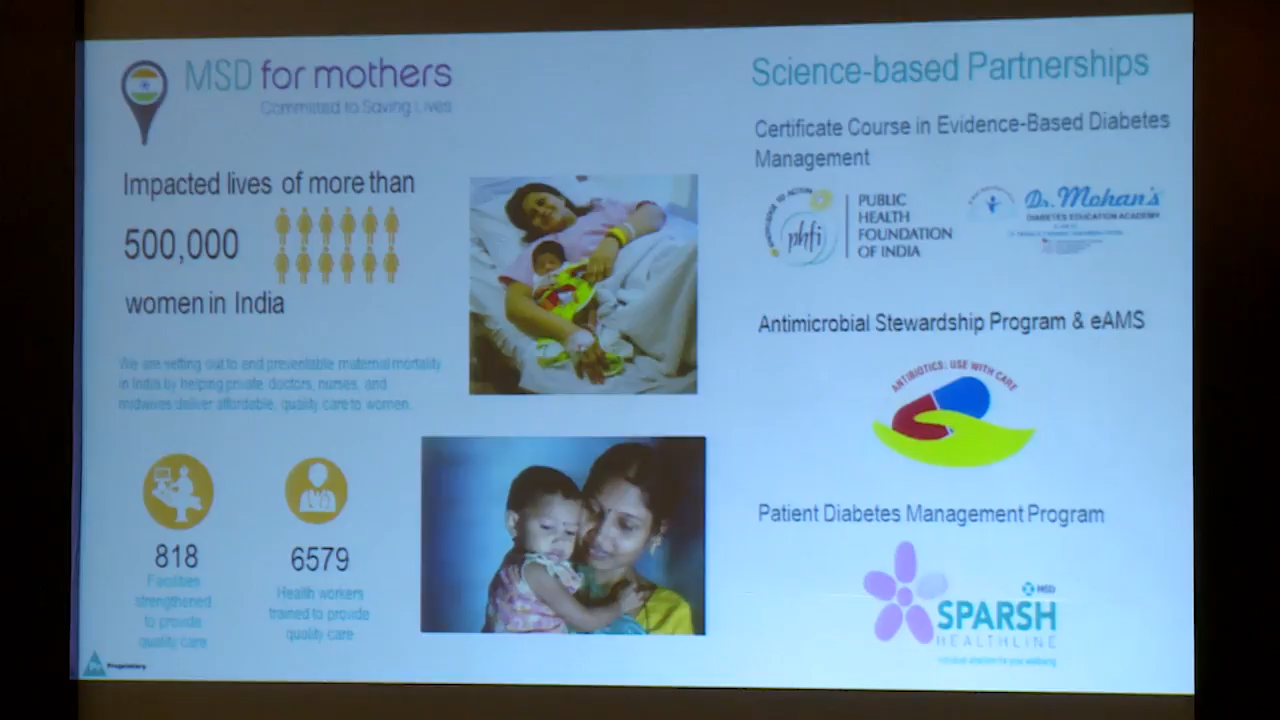 MSD for mothers
Committed to Saving Lives
Impacted lives of more than
500,000
women in India
We are setting out to end preventable maternal mortality
in India by helping private doctors, nurses, and
midwives deliver affordable, quality care to women.
818
Facilities
strengthened
to provide
quality care
6579
Health workers
trained to provide
quality care
Proprietary
Science-based Partnerships
Certificate Course in Evidence-Based Diabetes
Management
KNOWLEDGE TO ACTION
phfi
PUBLIC
HEALTH
FOUNDATION
OF INDIA
Dr. Mohan's
DIABETES EDUCATION ACADEMY
Antimicrobial Stewardship Program & eAMS
ANTIBIOTICS: USE WITH CARE
Patient Diabetes Management Program
MSD
SPARSH
HEALTHLINE